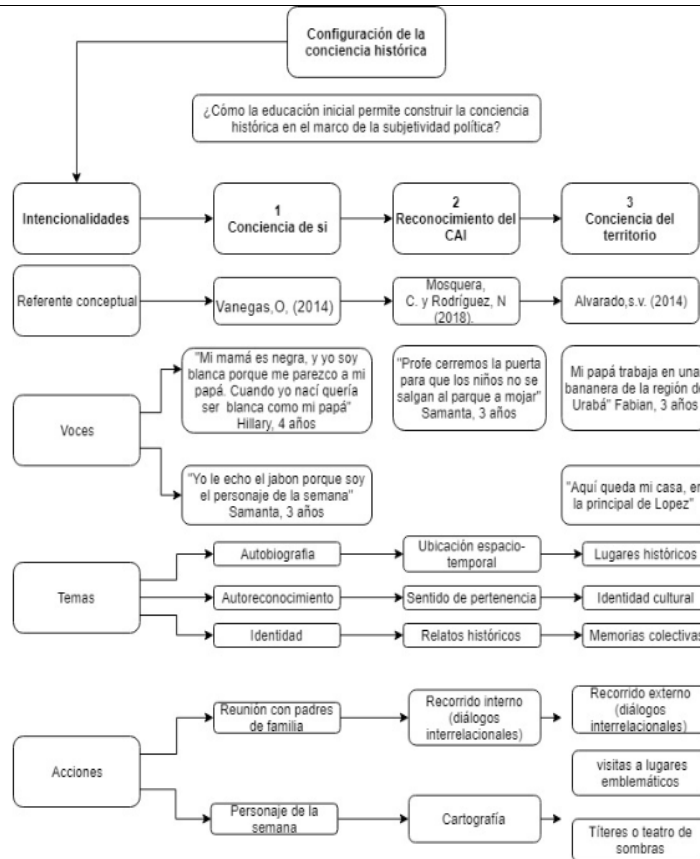 Configuración de la
conciencia histórica
¿Cómo la educación inicial permite construir la conciencia
histórica en el marco de la subjetividad política?
Intencionalidades
1
Conciencia de si
2
Reconocimiento del
CAI
3
Conciencia del
territorio
Referente conceptual
Vanegas,O, (2014)
Mosquera,
C. y Rodríguez, N
(2018).
Alvarado,s.v. (2014)
Voces
"Mi mamá es negra, y yo soy
blanca porque me parezco a mi
papá. Cuando yo nací quería
ser blanca como mi papá"
Hillary, 4 años
"Profe cerremos la puerta
para que los niños no se
salgan al parque a mojar"
Samanta, 3 años
Mi papá trabaja en una
bananera de la región de
Urabá" Fabian, 3 años
"Yo le echo el jabon porque soy
el personaje de la semana"
Samanta, 3 años
"Aquí queda mi casa, en
la principal de Lopez"
Temas
Autobiografia
Ubicación espacio-
temporal
Lugares históricos
Autoreconocimiento
Sentido de pertenencia
Identidad cultural
Identidad
Relatos históricos
Memorias colectivas
Acciones
Reunión con padres
de familia
Recorrido interno
(diálogos
interrelacionales)
Recorrido externo
(diálogos
interrelacionales)
visitas a lugares
emblemáticos
Personaje de la
semana
Cartografía
Títeres o teatro de
sombras